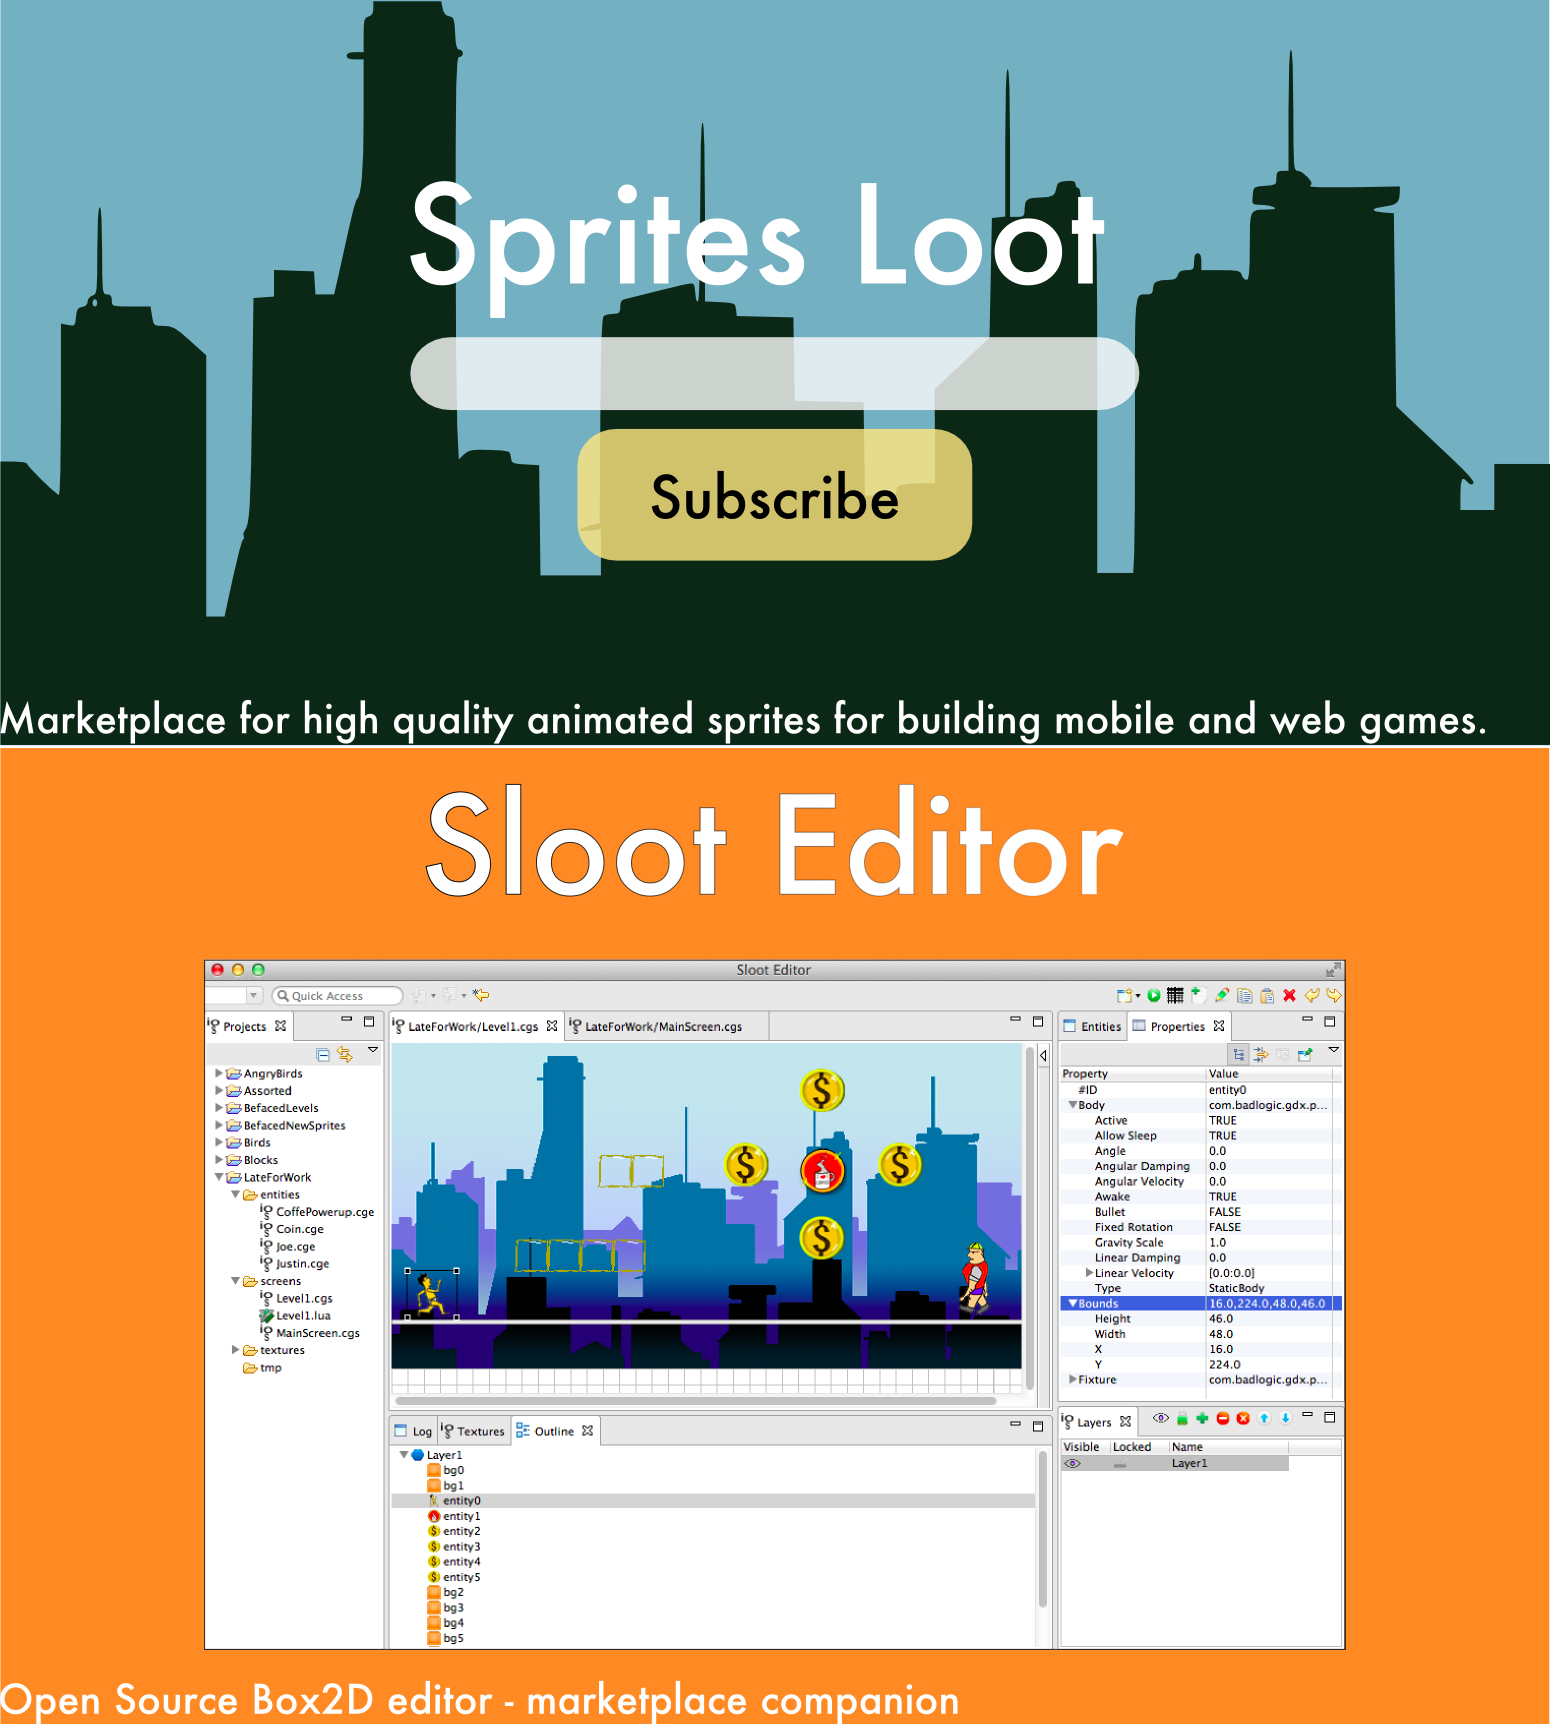 Sprites Loot
Subscribe
Marketplace for high quality animated sprites for building mobile and web games.
Sloot Editor
Sloot Editor
Quick Access
Projects
AngryBirds
Assorted
BefacedLevels
BefacedNewSprites
Birds
Blocks
LateForWork
entities
CoffePowerup.cge
Coin.cge
Joe.cge
Justin.cge
screens
Level1.cgs
Level1.lua
MainScreen.cgs
textures
tmp
LateForWork/Level1.cgs LateForWork/MainScreen.cgs
$
$
$
$
Log Textures Outline
Layer1
bg0
bg1
entity0
entity1
entity2
entity3
entity4
entity5
bg2
bg3
bg4
bg5
Entities Properties
Property Value
#ID entity0
Body com.badlogic.gdx.p...
Active TRUE
Allow Sleep TRUE
Angle 0.0
Angular Damping 0.0
Angular Velocity 0.0
Awake TRUE
Bullet FALSE
Fixed Rotation FALSE
Gravity Scale 1.0
Linear Damping 0.0
Linear Velocity [0.0:0.0]
Type StaticBody
Bounds 16.0,224.0,48.0,46.0
Height 46.0
Width 48.0
X 16.0
Y 224.0
Fixture com.badlogic.gdx.p...
Layers
Visible Locked Name
Layer1
Open Source Box2D editor - marketplace companion